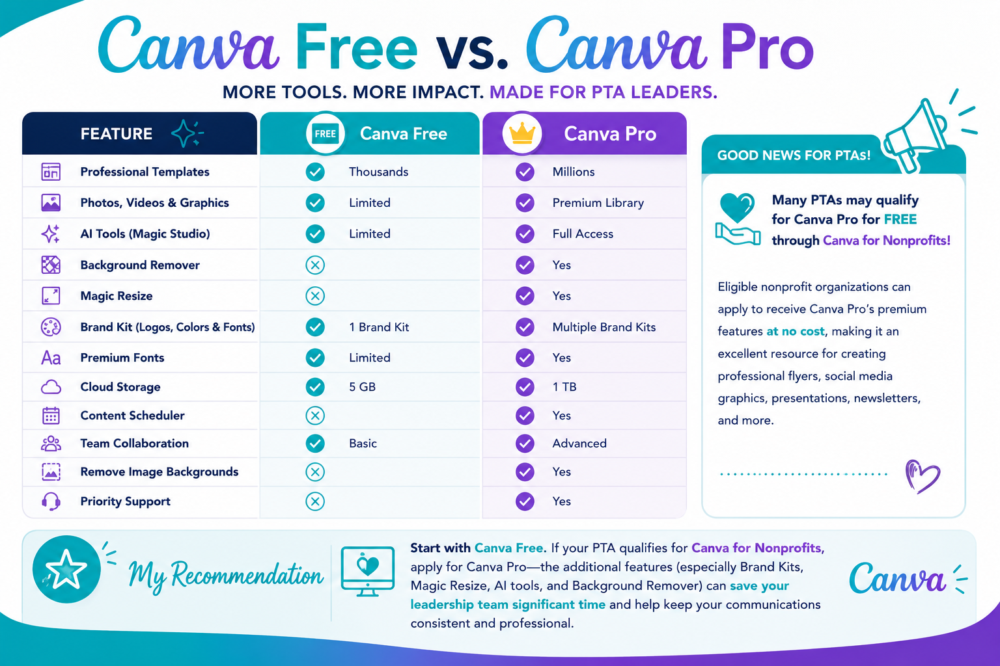 Canva Free vs. Canva Pro
MORE TOOLS. MORE IMPACT. MADE FOR PTA LEADERS.
FEATURE FREE Canva Free Canva Pro
Professional Templates Thousands Millions
Photos, Videos & Graphics Limited Premium Library
AI Tools (Magic Studio) Limited Full Access
Background Remover Yes
Magic Resize Yes
Brand Kit (Logos, Colors & Fonts) 1 Brand Kit Multiple Brand Kits
Aa Premium Fonts Limited Yes
Cloud Storage 5 GB 1 TB
Content Scheduler Yes
Team Collaboration Basic Advanced
Remove Image Backgrounds Yes
Priority Support Yes
GOOD NEWS FOR PTAs!
Many PTAs may qualify
for Canva Pro for FREE
through Canva for Nonprofits!
Eligible nonprofit organizations can
apply to receive Canva Pro's premium
features at no cost, making it an
excellent resource for creating
professional flyers, social media
graphics, presentations, newsletters,
and more.
My Recommendation
Start with Canva Free. If your PTA qualifies for Canva for Nonprofits,
apply for Canva Pro—the additional features (especially Brand Kits,
Magic Resize, AI tools, and Background Remover) can save your
leadership team significant time and help keep your communications
consistent and professional.
Canva